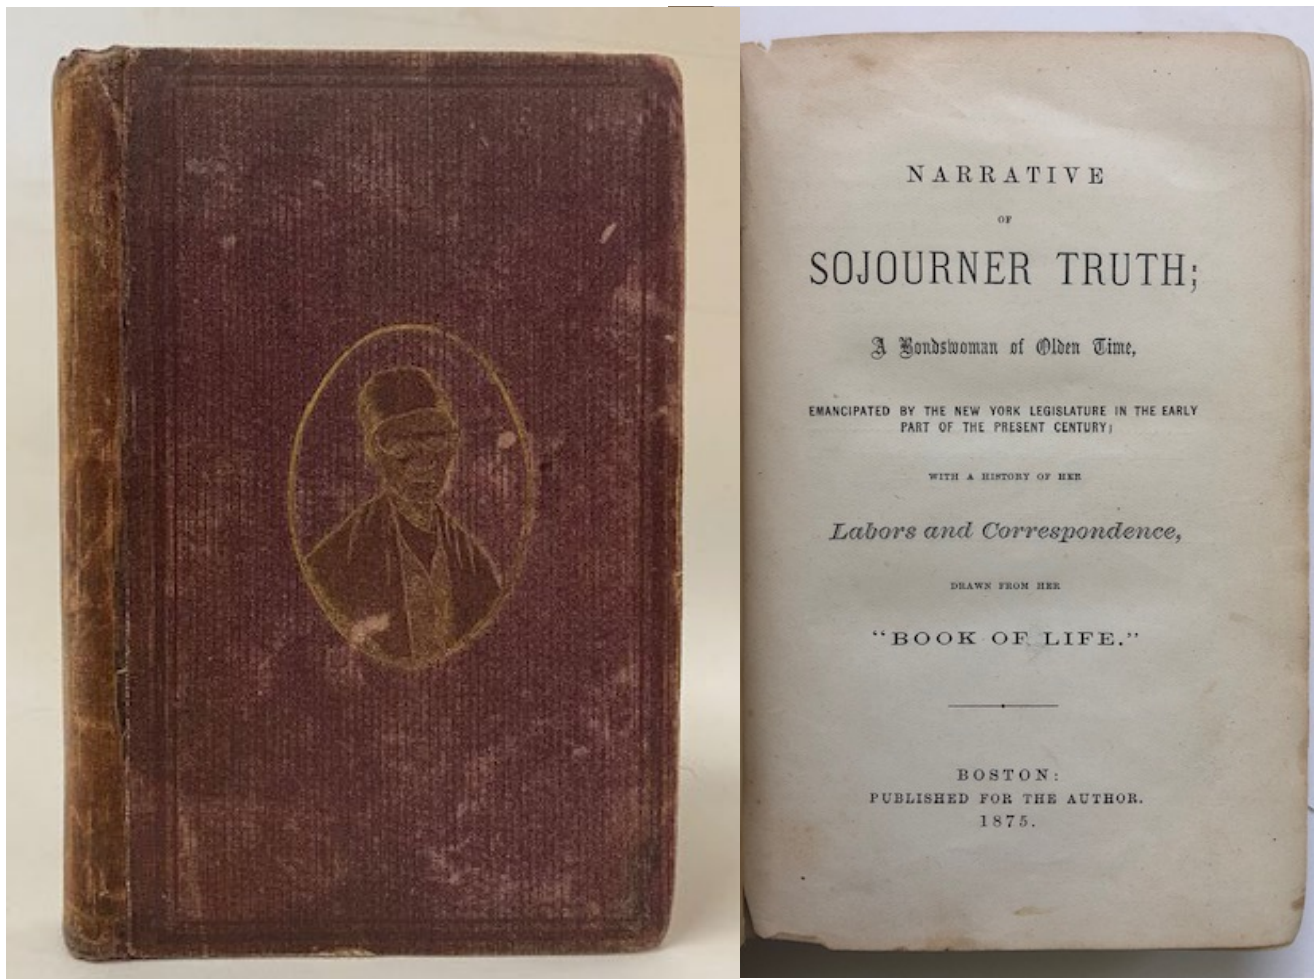 NARRATIVE
OF
SOJOURNER TRUTH;
A Bondswoman of Olden Time,
EMANCIPATED BY THE NEW YORK LEGISLATURE IN THE EARLY
PART OF THE PRESENT CENTURY;
WITH A HISTORY OF HER
Labors and Correspondence,
DRAWN FROM HER
"BOOK OF LIFE."
BOSTON:
PUBLISHED FOR THE AUTHOR.
1875.